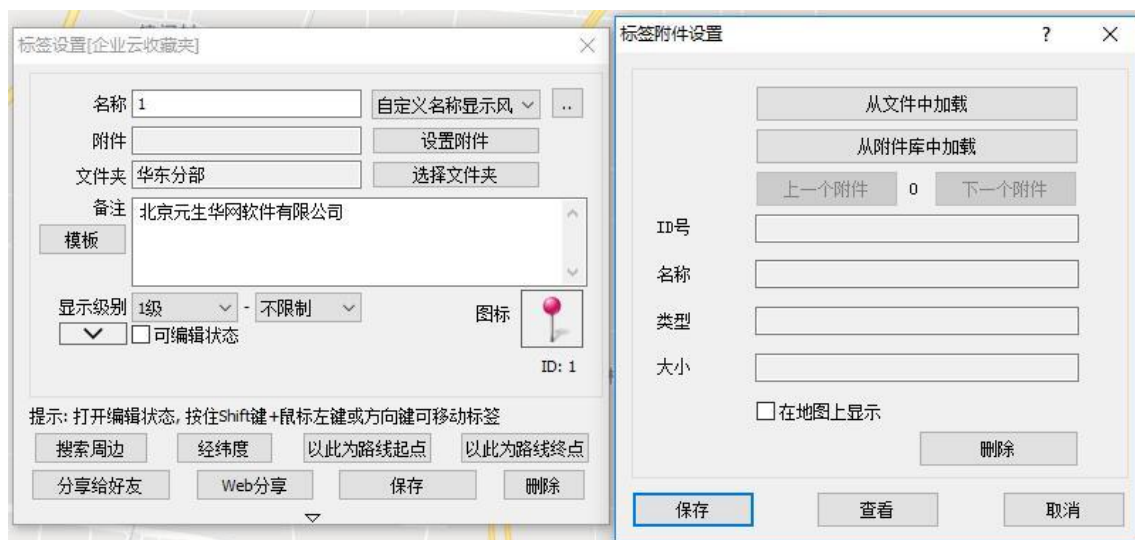 标签设置[企业云收藏夹]
名称 1 自定义名称显示风 ..
附件 设置附件
文件夹 华东分部 选择文件夹
备注 北京元生华网软件有限公司
模板
显示级别 1级 - 不限制 图标
可编辑状态
ID: 1
提示: 打开编辑状态, 按住Shift键+鼠标左键或方向键可移动标签
搜索周边 经纬度 以此为路线起点 以此为路线终点
分享给好友 Web分享 保存 删除
标签附件设置 ?
从文件中加载
从附件库中加载
上一个附件 0 下一个附件
ID号
名称
类型
大小
在地图上显示
删除
保存 查看 取消